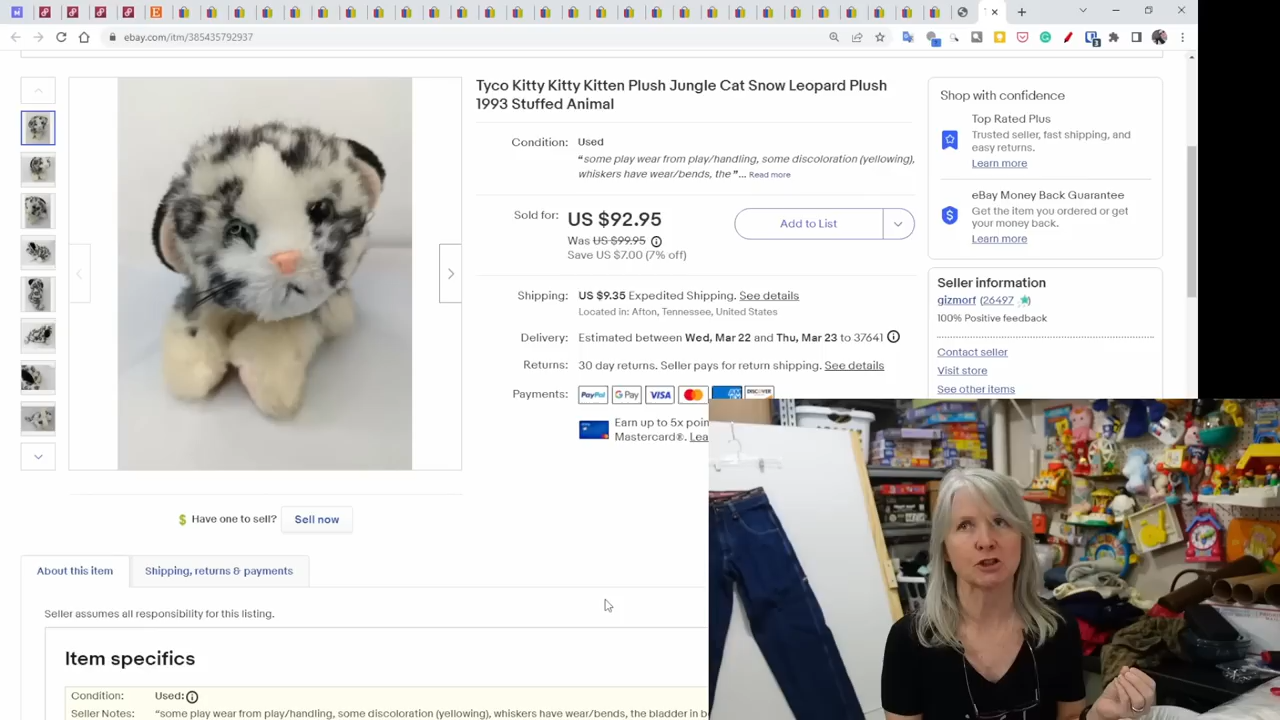 ebay.com/itm/385435792937
Tyco Kitty Kitty Kitten Plush Jungle Cat Snow Leopard Plush
1993 Stuffed Animal
Condition: Used
“some play wear from play/handling, some discoloration (yellowing),
whiskers have wear/bends, the ” ... Read more
Sold for: US $92.95
Add to List
Was US $99.95
Save US $7.00 (7% off)
Shipping: US $9.35 Expedited Shipping. See details
Located in: Afton, Tennessee, United States
Delivery: Estimated between Wed, Mar 22 and Thu, Mar 23 to 37641
Returns: 30 day returns. Seller pays for return shipping. See details
Payments: PayPal G Pay VISA DISCOVER
Earn up to 5x poin
Mastercard®. Lea
Shop with confidence
Top Rated Plus
Trusted seller, fast shipping, and
easy returns.
Learn more
eBay Money Back Guarantee
Get the item you ordered or get
your money back.
Learn more
Seller information
gizmorf (26497 )
100% Positive feedback
Contact seller
Visit store
See other items
Have one to sell? Sell now
About this item Shipping, returns & payments
Seller assumes all responsibility for this listing.
Item specifics
Condition: Used:
Seller Notes: “some play wear from play/handling, some discoloration (yellowing), whiskers have wear/bends, the bladder in b